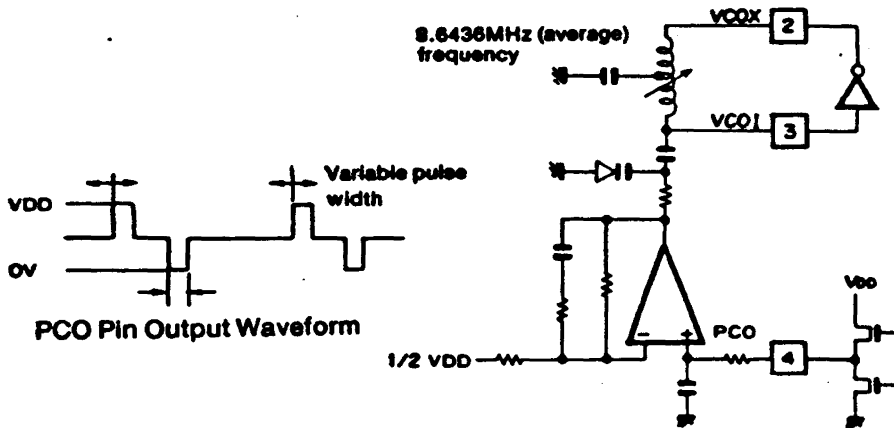 8.6436MHz (average)
frequency
VCOX
2
VCOI
3
Variable pulse
width
VDD
0V
PCO Pin Output Waveform
1/2 VDD
-
+
PCO
4
VDD